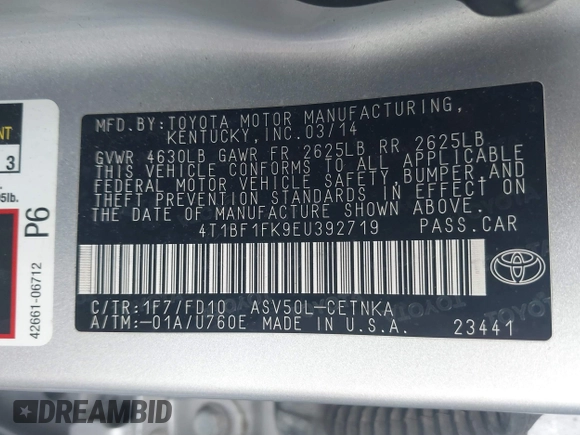 MFD.BY:TOYOTA MOTOR MANUFACTURING,
KENTUCKY, INC.03/14
GVWR 4630LB GAWR FR 2625LB RR 2625LB
THIS VEHICLE CONFORMS TO ALL APPLICABLE
FEDERAL MOTOR VEHICLE SAFETY, BUMPER, AND
THEFT PREVENTION STANDARDS IN EFFECT ON
THE DATE OF MANUFACTURE SHOWN ABOVE.
4T1BF1FK9EU392719 PASS.CAR
C/TR:1F7/FD10 ASV50L-CETNKA
A/TM:-01A/U760E MADE IN U.S.A.
23441
TOYOTA
3
5lb.
P6
42661-06712
DREAMBID